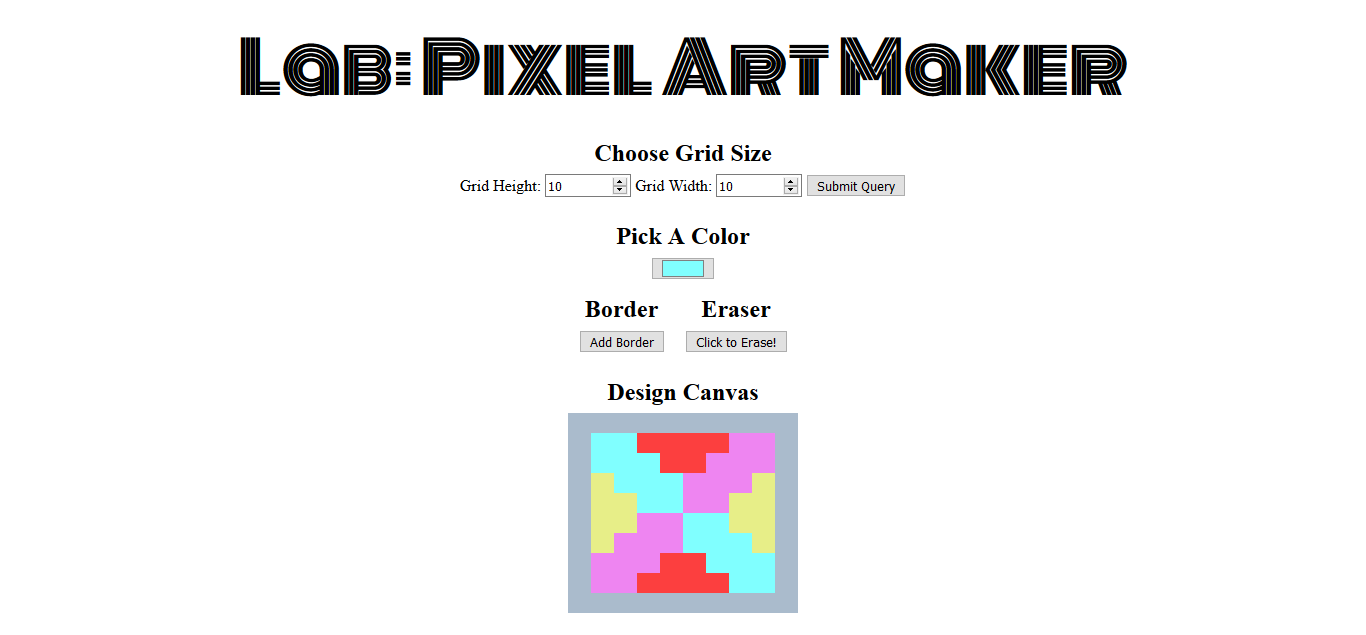 Lab: Pixel Art Maker
Choose Grid Size
Grid Height: 10 Grid Width: 10 Submit Query
Pick A Color
Border Eraser
Add Border Click to Erase!
Design Canvas